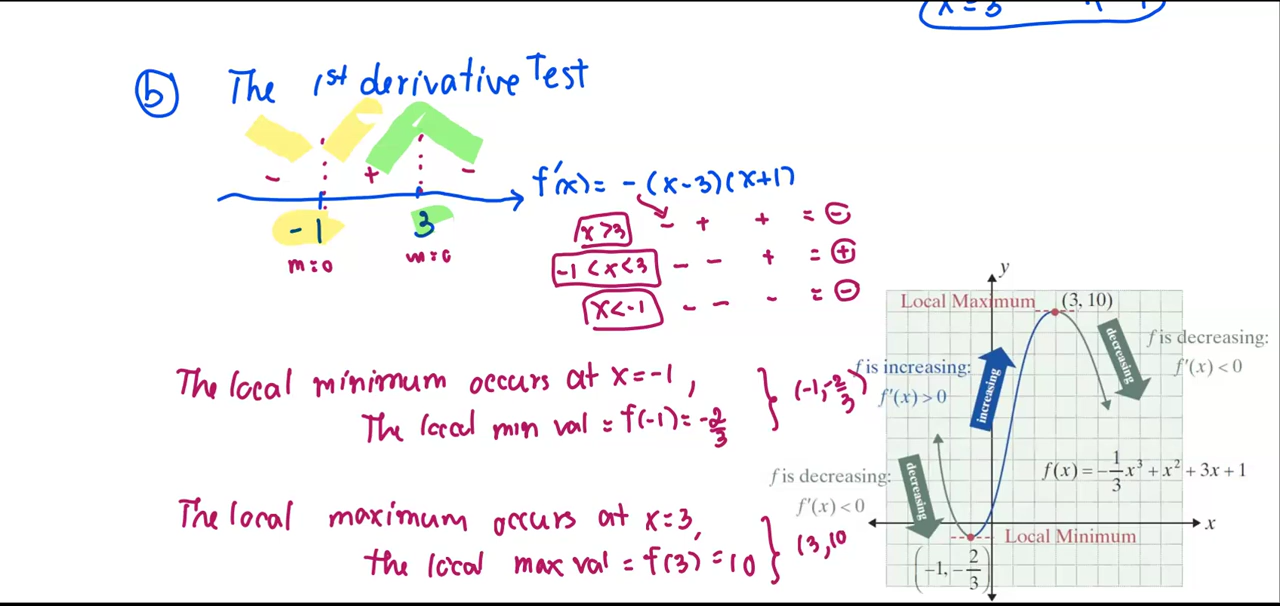 x = 3
b The 1st derivative Test
- + -
-1 3
m=0 m=0
f'(x) = -(x-3)(x+1)
x>3 - + + = -
-1<x<3 - - + = +
x<-1 - - - = -
The local minimum occurs at x=-1,
The local min val = f(-1) = -2/3 } (-1,-2/3)
The local maximum occurs at x=3,
the local max val = f(3) = 10 } (3,10
y
Local Maximum (3, 10)
decreasing
f is decreasing:
f'(x) < 0
f is increasing:
f'(x) > 0
increasing
f(x) = -1/3 x³ + x² + 3x + 1
f is decreasing:
f'(x) < 0
decreasing
x
Local Minimum
(-1, -2/3)